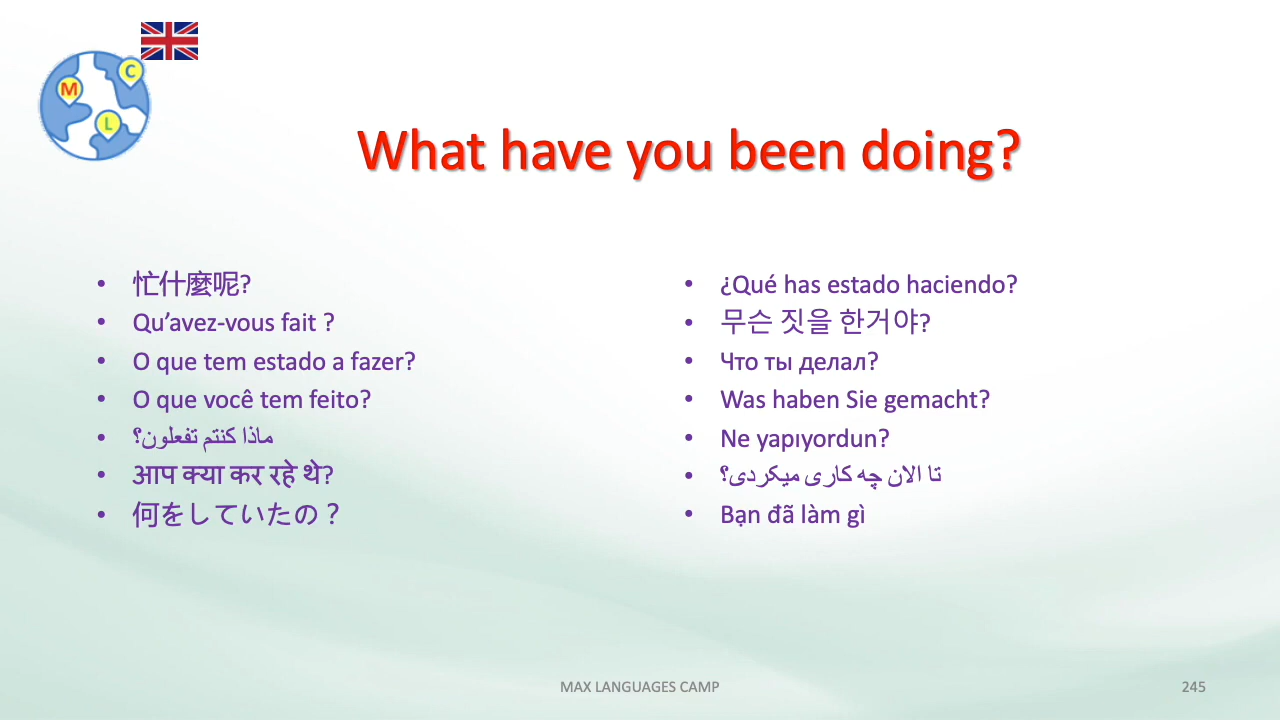 M
C
L
What have you been doing?
忙什麼呢?
Qu’avez-vous fait ?
O que tem estado a fazer?
O que você tem feito?
ماذا كنتم تفعلون؟
आप क्या कर रहे थे?
何をしていたの？
¿Qué has estado haciendo?
무슨 짓을 한거야?
Что ты делал?
Was haben Sie gemacht?
Ne yapıyordun?
تا الان چه کاری میکردی؟
Bạn đã làm gì
MAX LANGUAGES CAMP
245